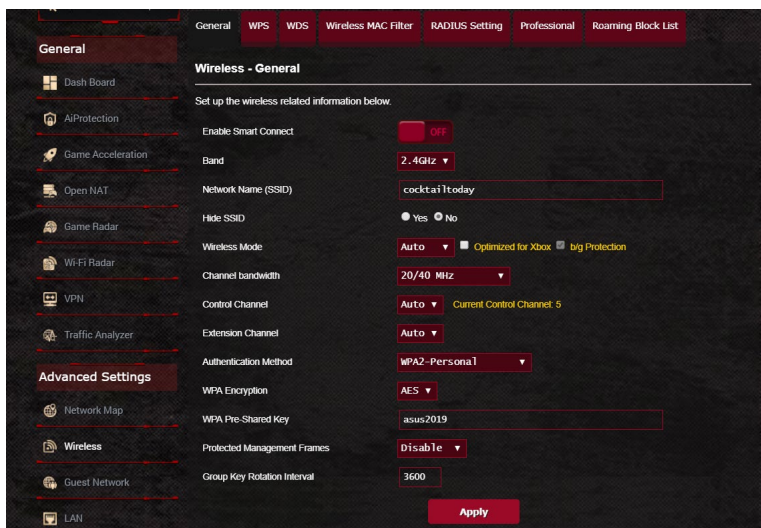 General WPS WDS Wireless MAC Filter RADIUS Setting Professional Roaming Block List
General
Dash Board
AiProtection
Game Acceleration
Open NAT
Game Radar
Wi-Fi Radar
VPN
Traffic Analyzer
Advanced Settings
Network Map
Wireless
Guest Network
LAN
Wireless - General
Set up the wireless related information below.
Enable Smart Connect OFF
Band 2.4GHz
Network Name (SSID) cocktailtoday
Hide SSID Yes No
Wireless Mode Auto Optimized for Xbox b/g Protection
Channel bandwidth 20/40 MHz
Control Channel Auto Current Control Channel: 5
Extension Channel Auto
Authentication Method WPA2-Personal
WPA Encryption AES
WPA Pre-Shared Key asus2019
Protected Management Frames Disable
Group Key Rotation Interval 3600
Apply